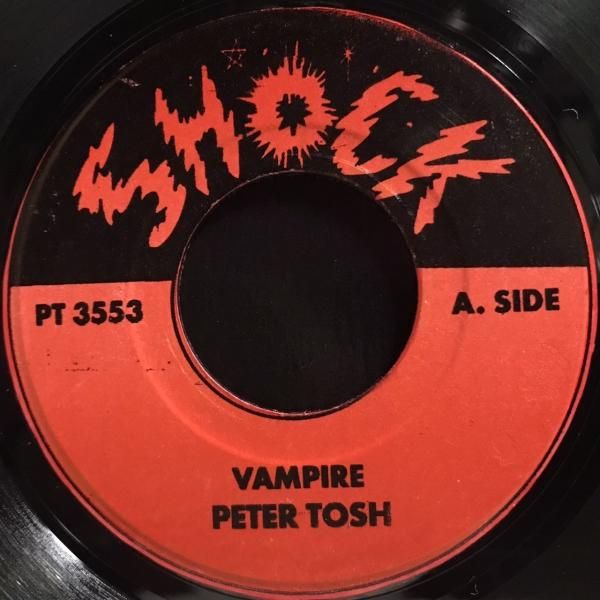 SHOCK
PT 3553
A. SIDE
VAMPIRE
PETER TOSH